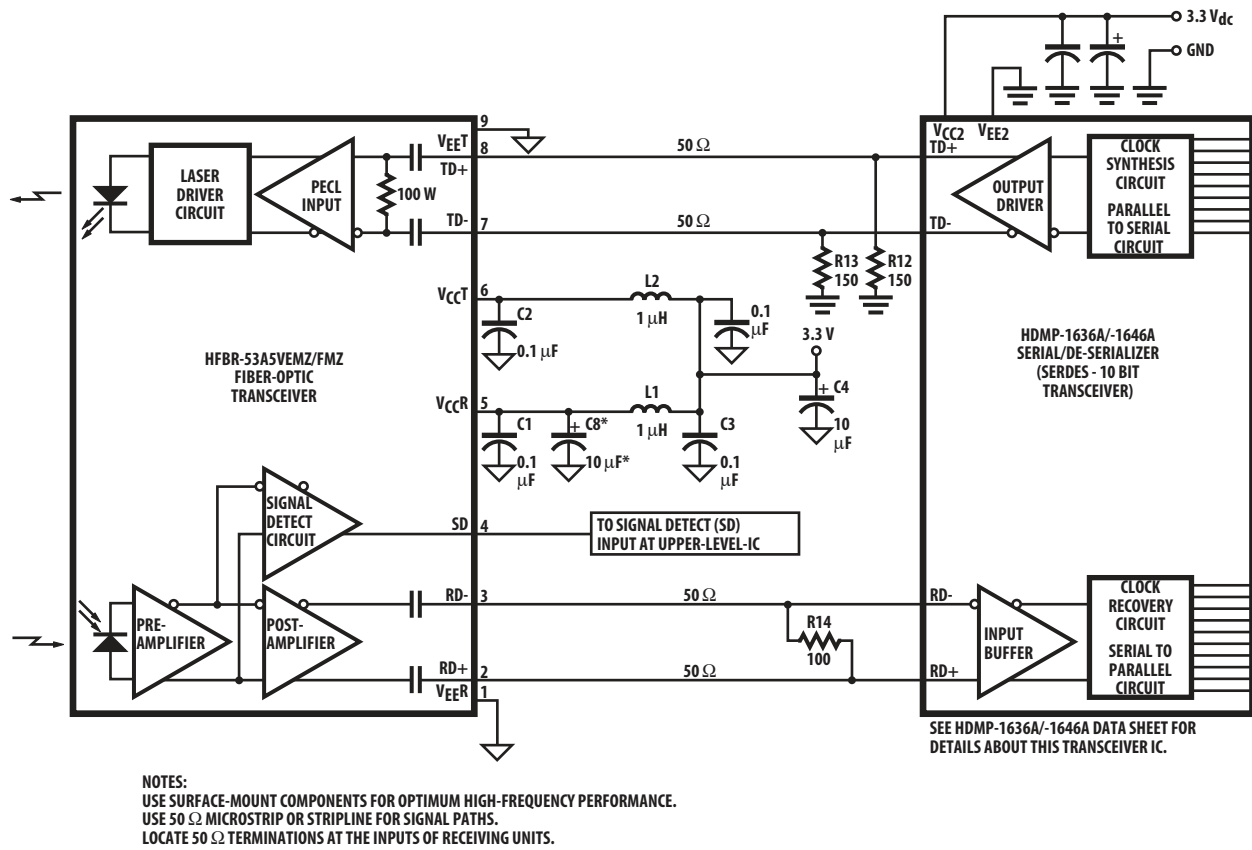 3.3 Vdc
GND
9
VEET
VCC2
VEE2
TD+
8
50 Ω
TD+
LASER
DRIVER
CIRCUIT
PECL
INPUT
100 W
OUTPUT
DRIVER
CLOCK
SYNTHESIS
CIRCUIT
PARALLEL
TO SERIAL
CIRCUIT
TD-
7
50 Ω
TD-
R13
150
R12
150
VCCT
6
L2
1 μH
C2
0.1 μF
0.1
μF
3.3 V
HFBR-53A5VEMZ/FMZ
FIBER-OPTIC
TRANSCEIVER
HDMP-1636A/-1646A
SERIAL/DE-SERIALIZER
(SERDES - 10 BIT
TRANSCEIVER)
VCCR
5
L1
1 μH
+
C4
10
μF
C1
0.1
μF
+
C8*
10 μF*
C3
0.1
μF
+
SIGNAL
DETECT
CIRCUIT
SD
4
TO SIGNAL DETECT (SD)
INPUT AT UPPER-LEVEL-IC
RD-
3
50 Ω
RD-
PRE-
AMPLIFIER
POST-
AMPLIFIER
R14
100
INPUT
BUFFER
CLOCK
RECOVERY
CIRCUIT
SERIAL TO
PARALLEL
CIRCUIT
RD+
2
50 Ω
RD+
VEER
1
SEE HDMP-1636A/-1646A DATA SHEET FOR
DETAILS ABOUT THIS TRANSCEIVER IC.
NOTES:
USE SURFACE-MOUNT COMPONENTS FOR OPTIMUM HIGH-FREQUENCY PERFORMANCE.
USE 50 Ω MICROSTRIP OR STRIPLINE FOR SIGNAL PATHS.
LOCATE 50 Ω TERMINATIONS AT THE INPUTS OF RECEIVING UNITS.